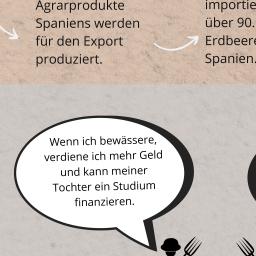 Agrarprodukte
Spaniens werden
für den Export
produziert.
importie
über 90.
Erdbeere
Spanien.
Wenn ich bewässere,
verdiene ich mehr Geld
und kann meiner
Tochter ein Studium
finanzieren.